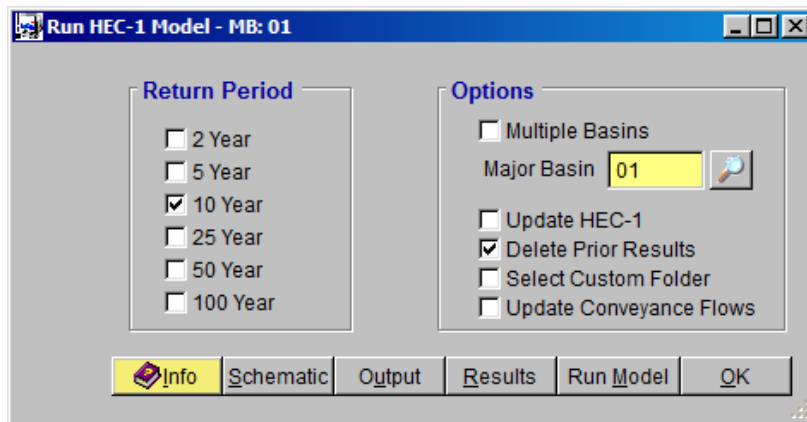 Run HEC-1 Model - MB: 01
Return Period
2 Year
5 Year
10 Year
25 Year
50 Year
100 Year
Options
Multiple Basins
Major Basin 01
Update HEC-1
Delete Prior Results
Select Custom Folder
Update Conveyance Flows
Info Schematic Output Results Run Model OK